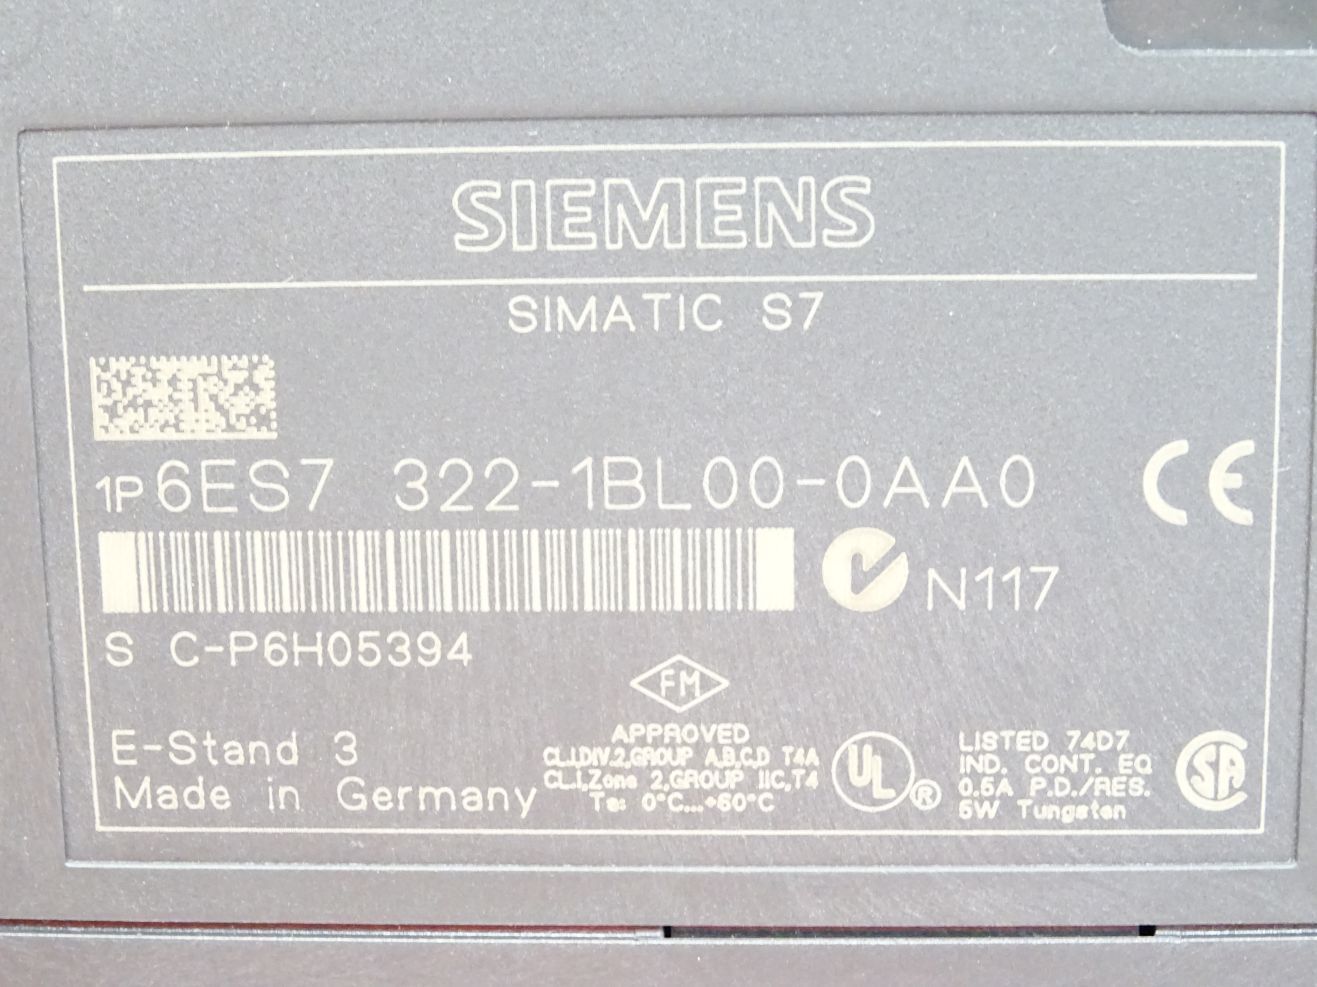 SIEMENS
SIMATIC S7
1P 6ES7 322-1BL00-0AA0
CE
N117
S C-P6H05394
FM
APPROVED
CL.I,DIV.2,GROUP A,B,C,D T4A
CL.I,Zone 2,GROUP IIC,T4
Ta: 0°C...+60°C
E-Stand 3
Made in Germany
UL ®
LISTED 74D7
IND. CONT. EQ
0.5A P.D./RES.
5W Tungsten
SA